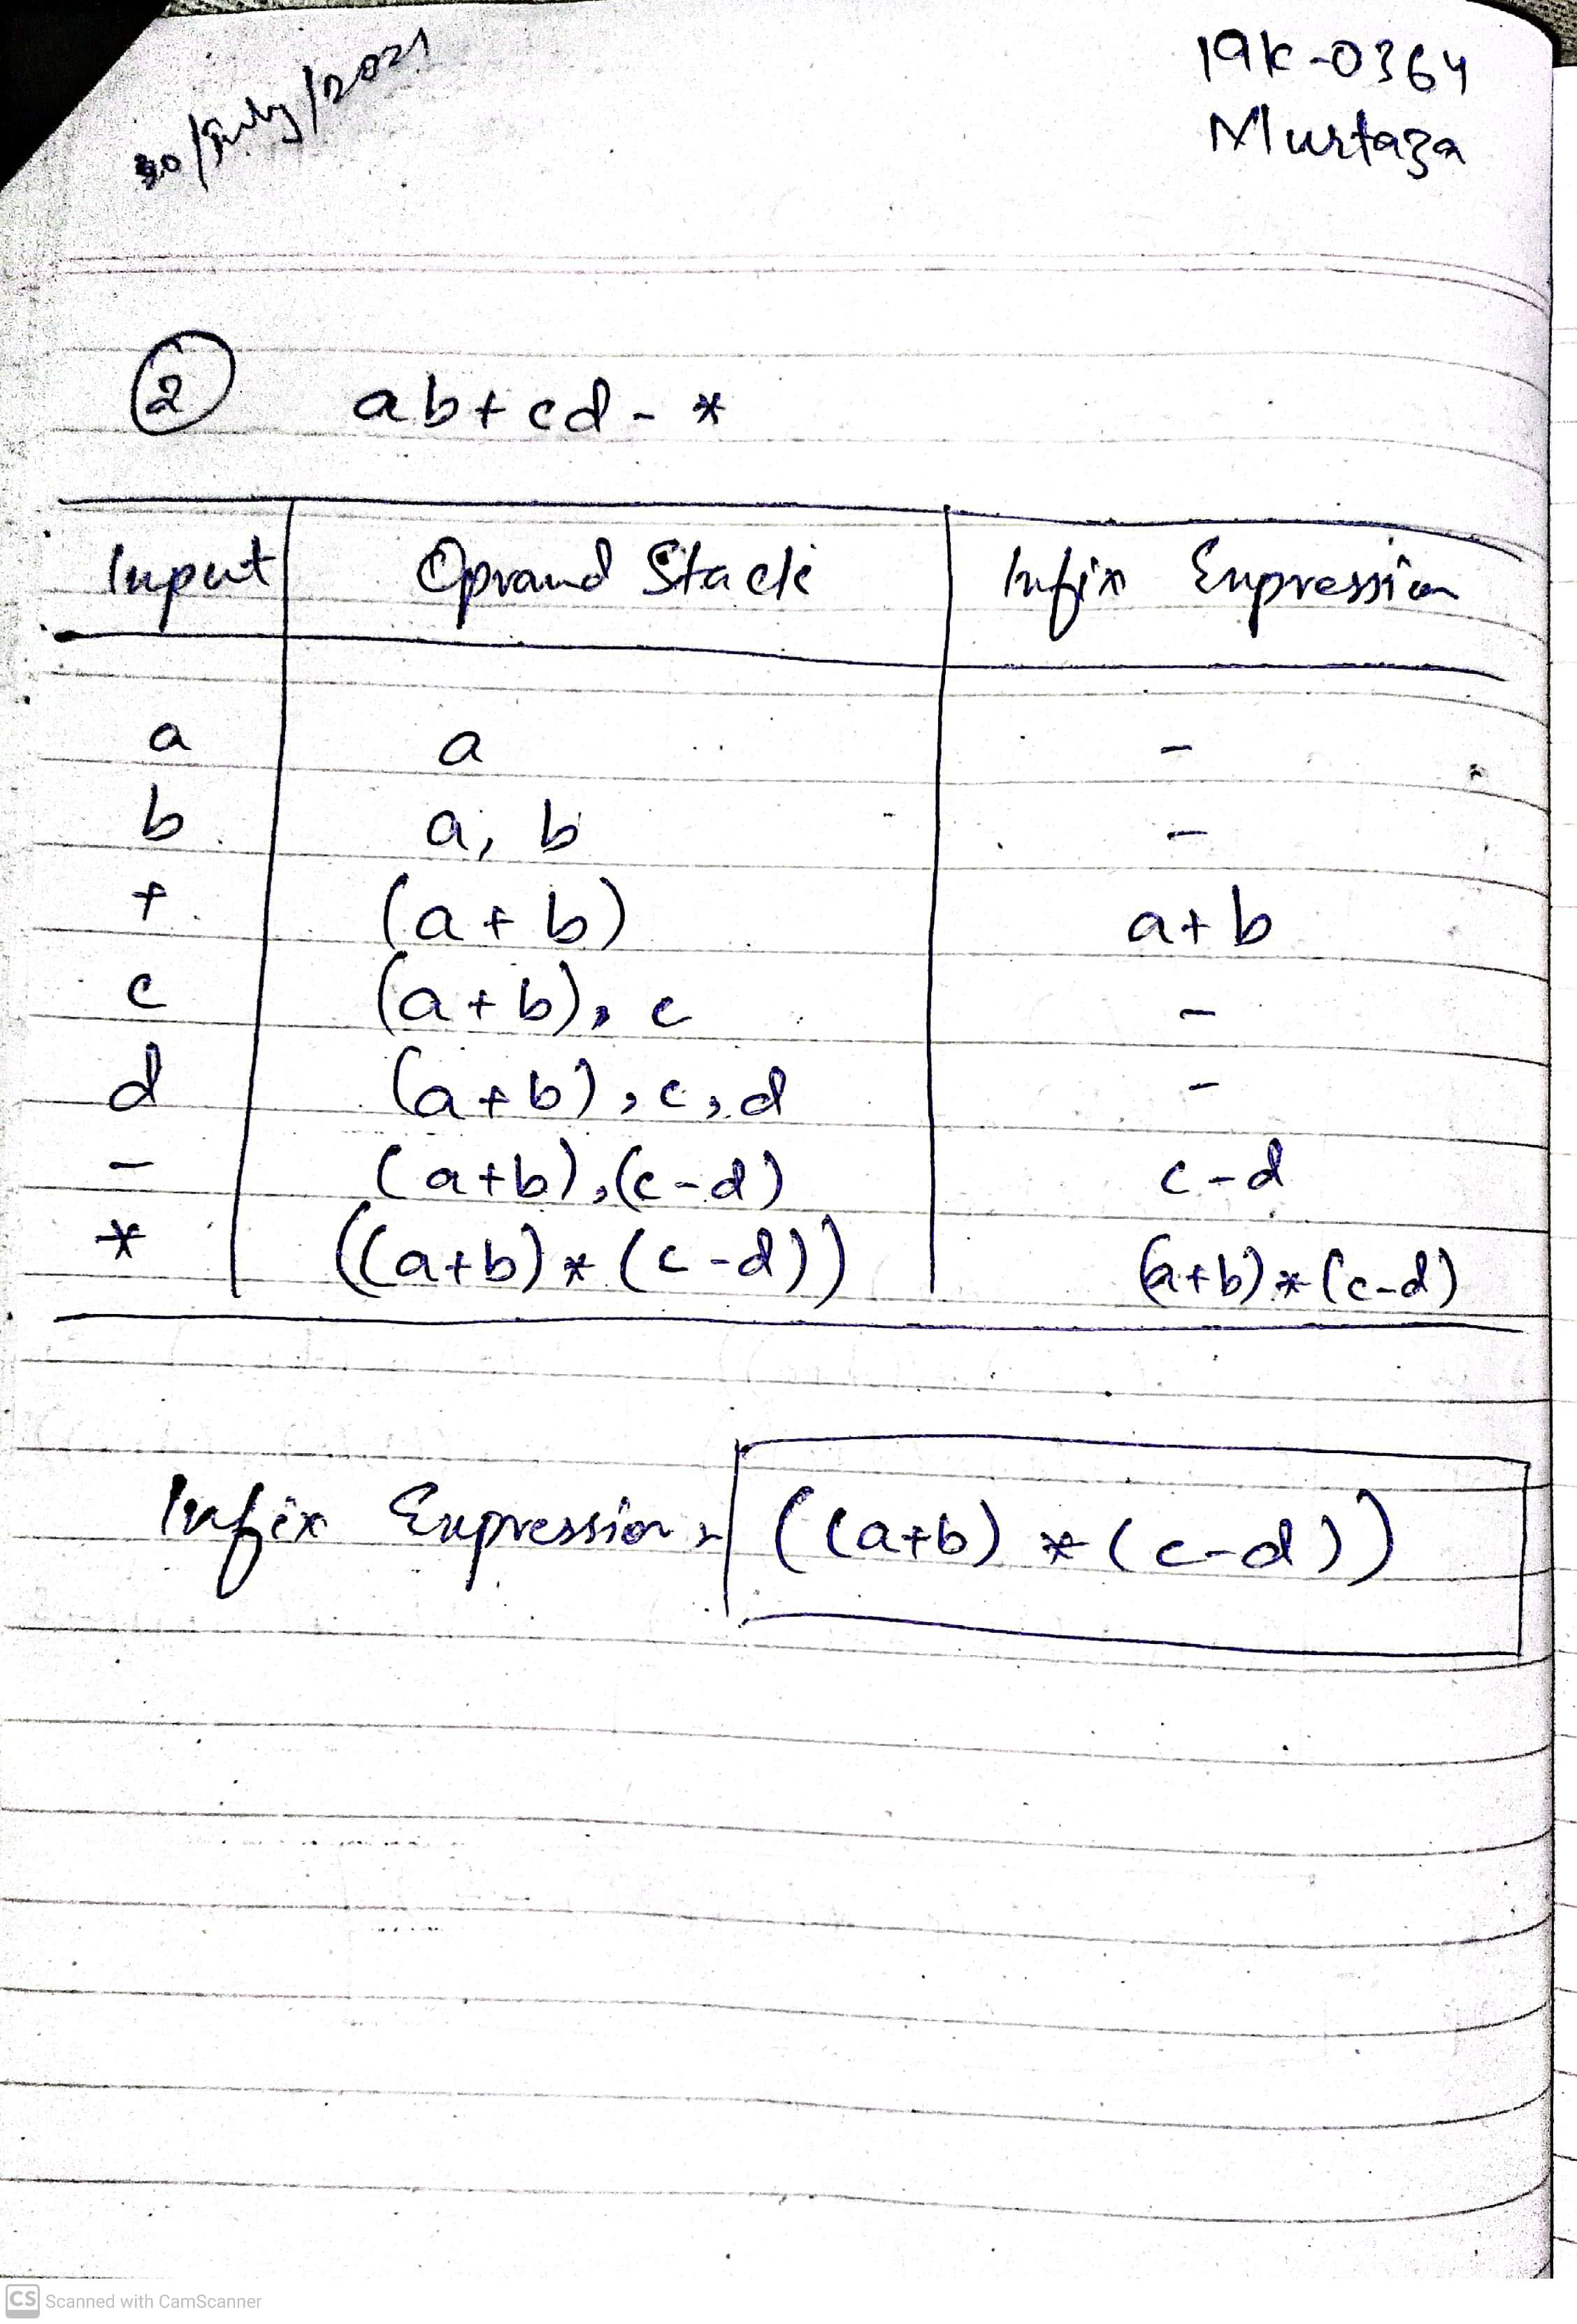 30/July/2021
19K-0364
Murtaza
2 ab+cd-*
Input Oprand Stack Infix Expression
a a -
b a, b -
+ (a+b) a+b
c (a+b), c -
d (a+b), c, d -
- (a+b), (c-d) c-d
* ((a+b)*(c-d)) (a+b)*(c-d)
Infix Expression = ((a+b)*(c-d))
CS Scanned with CamScanner